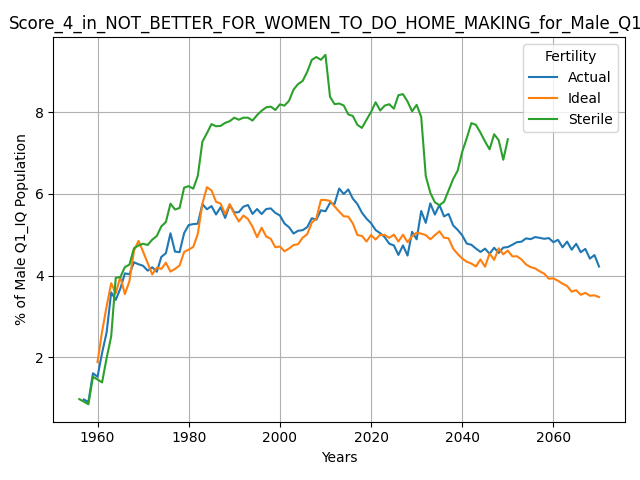 Score_4_in_NOT_BETTER_FOR_WOMEN_TO_DO_HOME_MAKING_for_Male_Q1
% of Male Q1_IQ Population
8
6
4
2
Fertility
Actual
Ideal
Sterile
1960
1980
2000
2020
2040
2060
Years